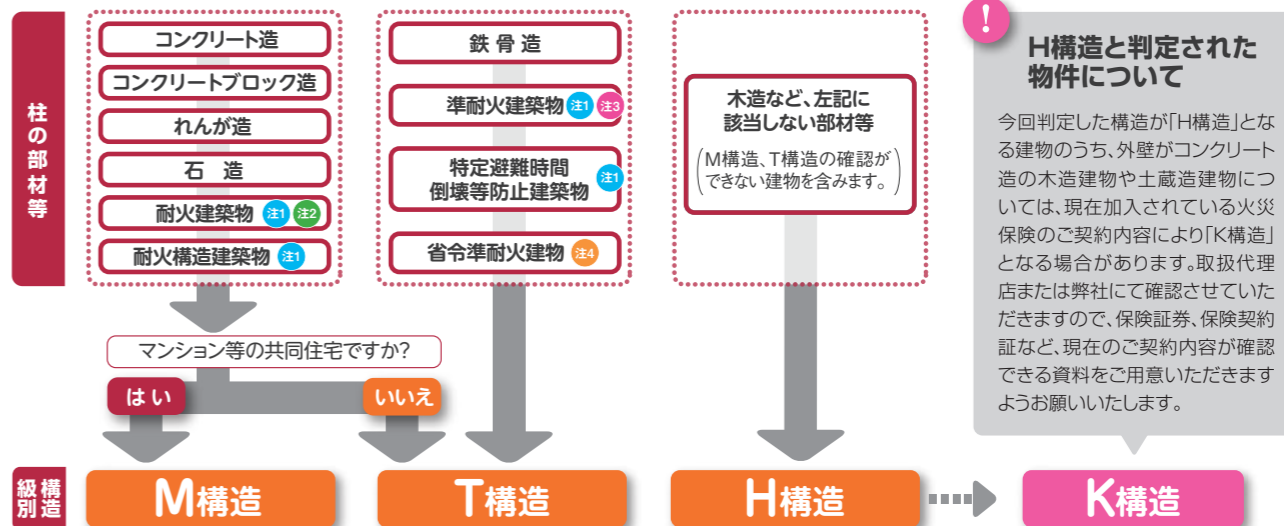 柱の部材等
コンクリート造
コンクリートブロック造
れんが造
石 造
耐火建築物 注1 注2
耐火構造建築物 注1
鉄 骨 造
準耐火建築物 注1 注3
特定避難時間
倒壊等防止建築物 注1
省令準耐火建物 注4
木造など、左記に
該当しない部材等
(M構造、T構造の確認が
できない建物を含みます。)
マンション等の共同住宅ですか?
はい
いいえ
構造
級別
M構造
T構造
H構造
K構造
!
H構造と判定された
物件について
今回判定した構造が「H構造」とな
る建物のうち、外壁がコンクリート
造の木造建物や土蔵造建物につ
いては、現在加入されている火災
保険のご契約内容により「K構造」
となる場合があります。取扱代理
店または弊社にて確認させていた
だきますので、保険証券、保険契約
証など、現在のご契約内容が確認
できる資料をご用意いただきます
ようお願いいたします。